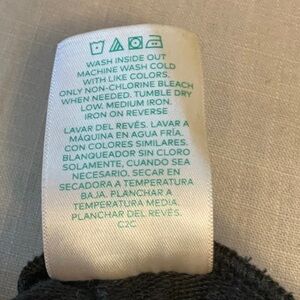 WASH INSIDE OUT
MACHINE WASH COLD
WITH LIKE COLORS.
ONLY NON-CHLORINE BLEACH
WHEN NEEDED. TUMBLE DRY
LOW. MEDIUM IRON.
IRON ON REVERSE
LAVAR DEL REVÉS. LAVAR A
MÁQUINA EN AGUA FRÍA.
CON COLORES SIMILARES.
BLANQUEADOR SIN CLORO
SOLAMENTE, CUANDO SEA
NECESARIO. SECAR EN
SECADORA A TEMPERATURA
BAJA. PLANCHAR A
TEMPERATURA MEDIA.
PLANCHAR DEL REVÉS.
C2C